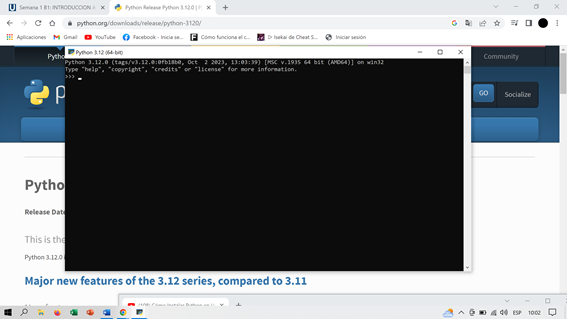 Semana 1 B1: INTRODUCCION A
Python Release Python 3.12.0 |
python.org/downloads/release/python-3120/
Aplicaciones
Gmail
YouTube
Facebook - Inicia se...
Cómo funciona el c...
▷ Isekai de Cheat S...
Iniciar sesión
Pyth
Community
Python 3.12 (64-bit)
Python 3.12.0 (tags/v3.12.0:0fb18b0, Oct  2 2023, 13:03:39) [MSC v.1935 64 bit (AMD64)] on win32
Type "help", "copyright", "credits" or "license" for more information.
>>>
GO
Socialize
Pytho
Release Date
This is the
Python 3.12.0 i
Major new features of the 3.12 series, compared to 3.11
ESP
10:02